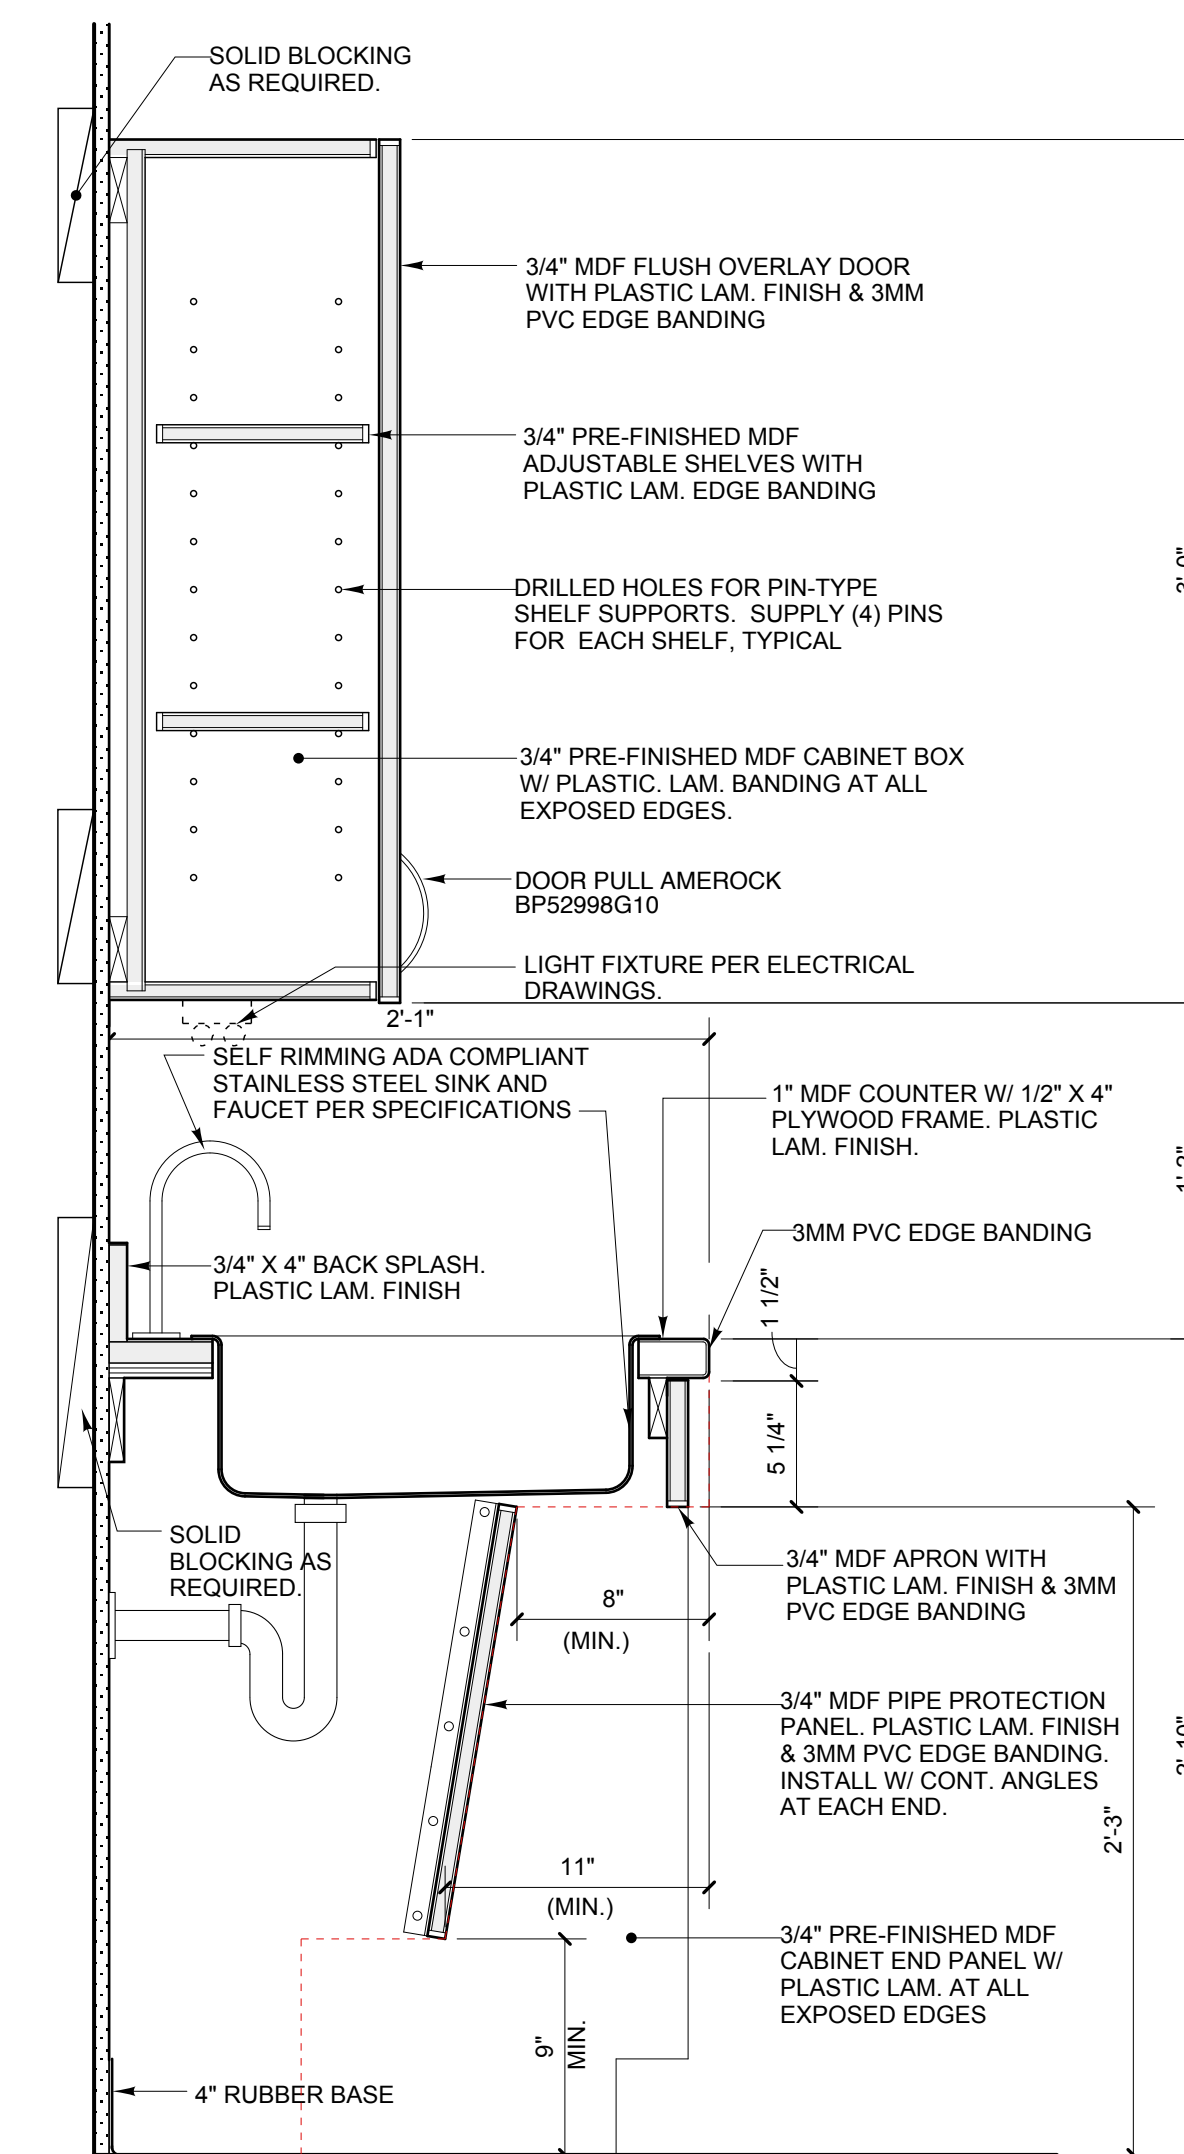 SOLID BLOCKING
AS REQUIRED.
3/4" MDF FLUSH OVERLAY DOOR
WITH PLASTIC LAM. FINISH & 3MM
PVC EDGE BANDING
3/4" PRE-FINISHED MDF
ADJUSTABLE SHELVES WITH
PLASTIC LAM. EDGE BANDING
DRILLED HOLES FOR PIN-TYPE
SHELF SUPPORTS. SUPPLY (4) PINS
FOR EACH SHELF, TYPICAL
3/4" PRE-FINISHED MDF CABINET BOX
W/ PLASTIC. LAM. BANDING AT ALL
EXPOSED EDGES.
DOOR PULL AMEROCK
BP52998G10
LIGHT FIXTURE PER ELECTRICAL
DRAWINGS.
2'-1"
SELF RIMMING ADA COMPLIANT
STAINLESS STEEL SINK AND
FAUCET PER SPECIFICATIONS
1" MDF COUNTER W/ 1/2" X 4"
PLYWOOD FRAME. PLASTIC
LAM. FINISH.
3MM PVC EDGE BANDING
3/4" X 4" BACK SPLASH.
PLASTIC LAM. FINISH
1 1/2"
5 1/4"
SOLID
BLOCKING AS
REQUIRED.
3/4" MDF APRON WITH
PLASTIC LAM. FINISH & 3MM
PVC EDGE BANDING
8"
(MIN.)
3/4" MDF PIPE PROTECTION
PANEL. PLASTIC LAM. FINISH
& 3MM PVC EDGE BANDING.
INSTALL W/ CONT. ANGLES
AT EACH END.
2'-3"
11"
(MIN.)
3/4" PRE-FINISHED MDF
CABINET END PANEL W/
PLASTIC LAM. AT ALL
EXPOSED EDGES
9"
MIN.
4" RUBBER BASE